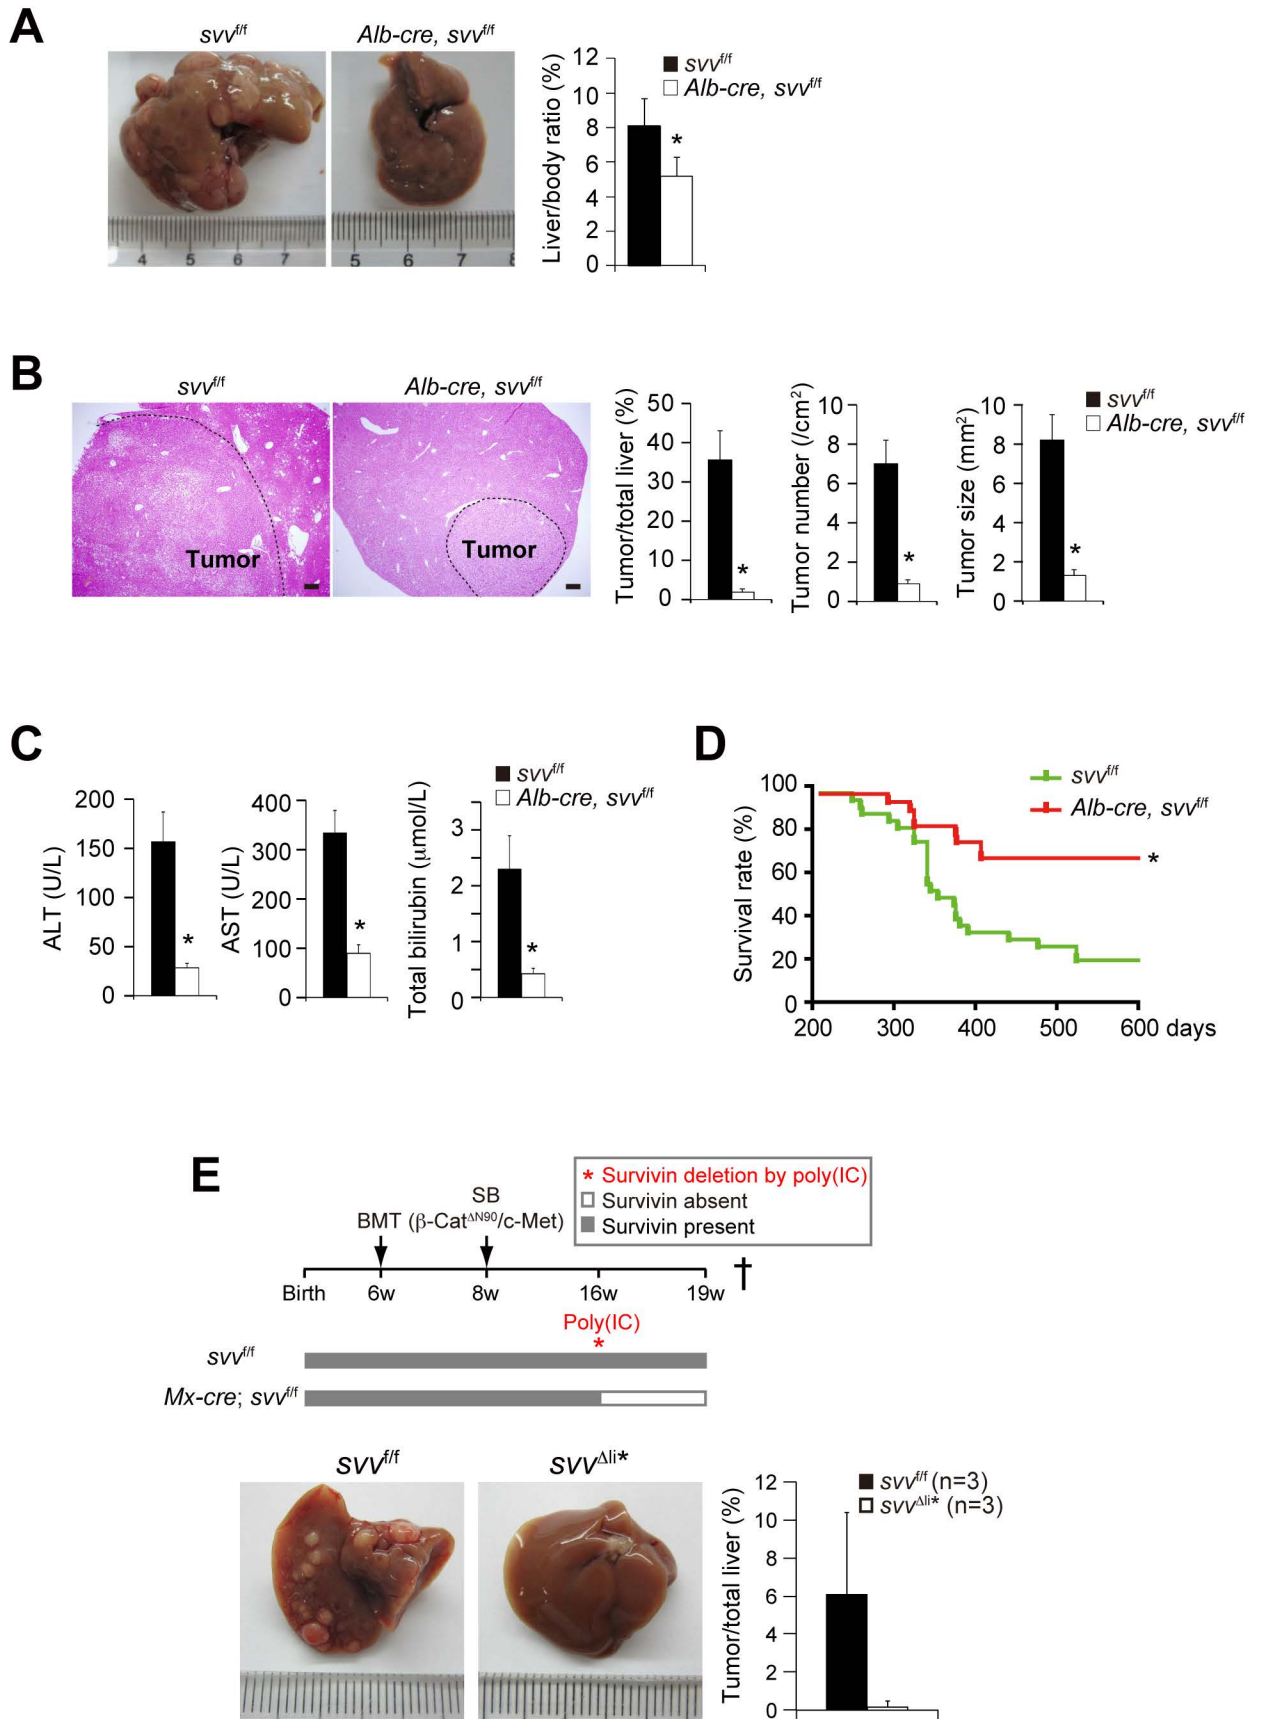 A
svv^f/f
Alb-cre, svv^f/f
4 5 6 7
5 6 7 8
Liver/body ratio (%)
12
10
8
6
4
2
0
*
svv^f/f
Alb-cre, svv^f/f
B
svv^f/f
Alb-cre, svv^f/f
Tumor
Tumor
Tumor/total liver (%)
50
40
30
20
10
0
*
Tumor number (/cm²)
10
8
6
4
2
0
*
Tumor size (mm²)
10
8
6
4
2
0
*
svv^f/f
Alb-cre, svv^f/f
C
ALT (U/L)
200
150
100
50
0
*
AST (U/L)
400
300
200
100
0
*
Total bilirubin (µmol/L)
3
2
1
0
*
svv^f/f
Alb-cre, svv^f/f
D
Survival rate (%)
100
80
60
40
20
0
200 300 400 500 600 days
svv^f/f
Alb-cre, svv^f/f
*
E
* Survivin deletion by poly(IC)
Survivin absent
Survivin present
SB
BMT (β-Cat^ΔN90/c-Met)
†
Birth 6w 8w 16w 19w
Poly(IC)
*
svv^f/f
Mx-cre; svv^f/f
svv^f/f
svv^Δli*
Tumor/total liver (%)
12
10
8
6
4
2
0
svv^f/f (n=3)
svv^Δli* (n=3)